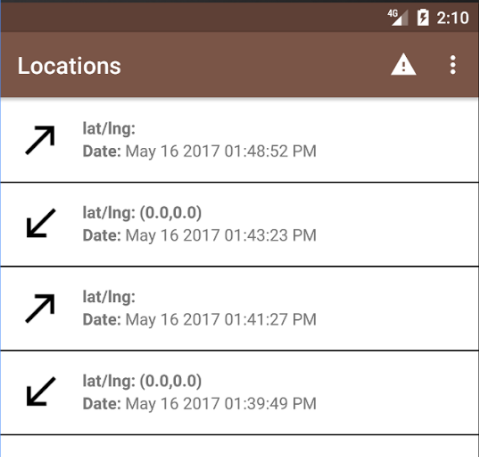 4G 2:10
Locations
lat/lng:
Date: May 16 2017 01:48:52 PM
lat/lng: (0.0,0.0)
Date: May 16 2017 01:43:23 PM
lat/lng:
Date: May 16 2017 01:41:27 PM
lat/lng: (0.0,0.0)
Date: May 16 2017 01:39:49 PM